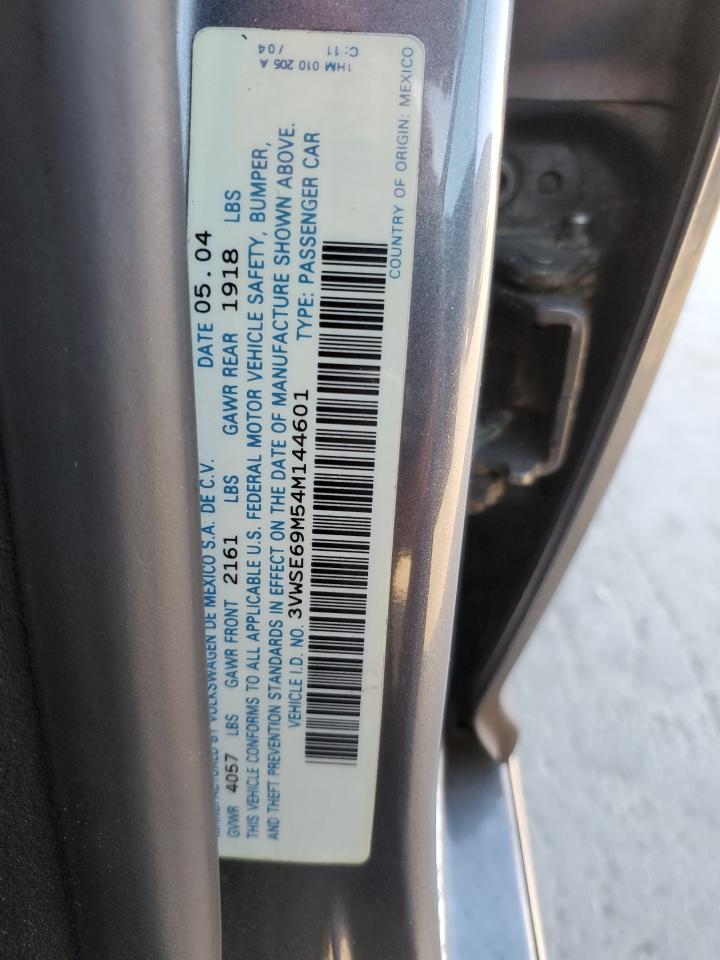 MANUFACTURED BY VOLKSWAGEN DE MEXICO S.A. DE C.V. DATE 05.04
GVWR 4057 LBS GAWR FRONT 2161 LBS GAWR REAR 1918 LBS
THIS VEHICLE CONFORMS TO ALL APPLICABLE U.S. FEDERAL MOTOR VEHICLE SAFETY, BUMPER,
AND THEFT PREVENTION STANDARDS IN EFFECT ON THE DATE OF MANUFACTURE SHOWN ABOVE.
VEHICLE I.D. NO. 3VWSE69M54M144601 TYPE: PASSENGER CAR
COUNTRY OF ORIGIN: MEXICO
1HM 010 205 A
C:11 /04